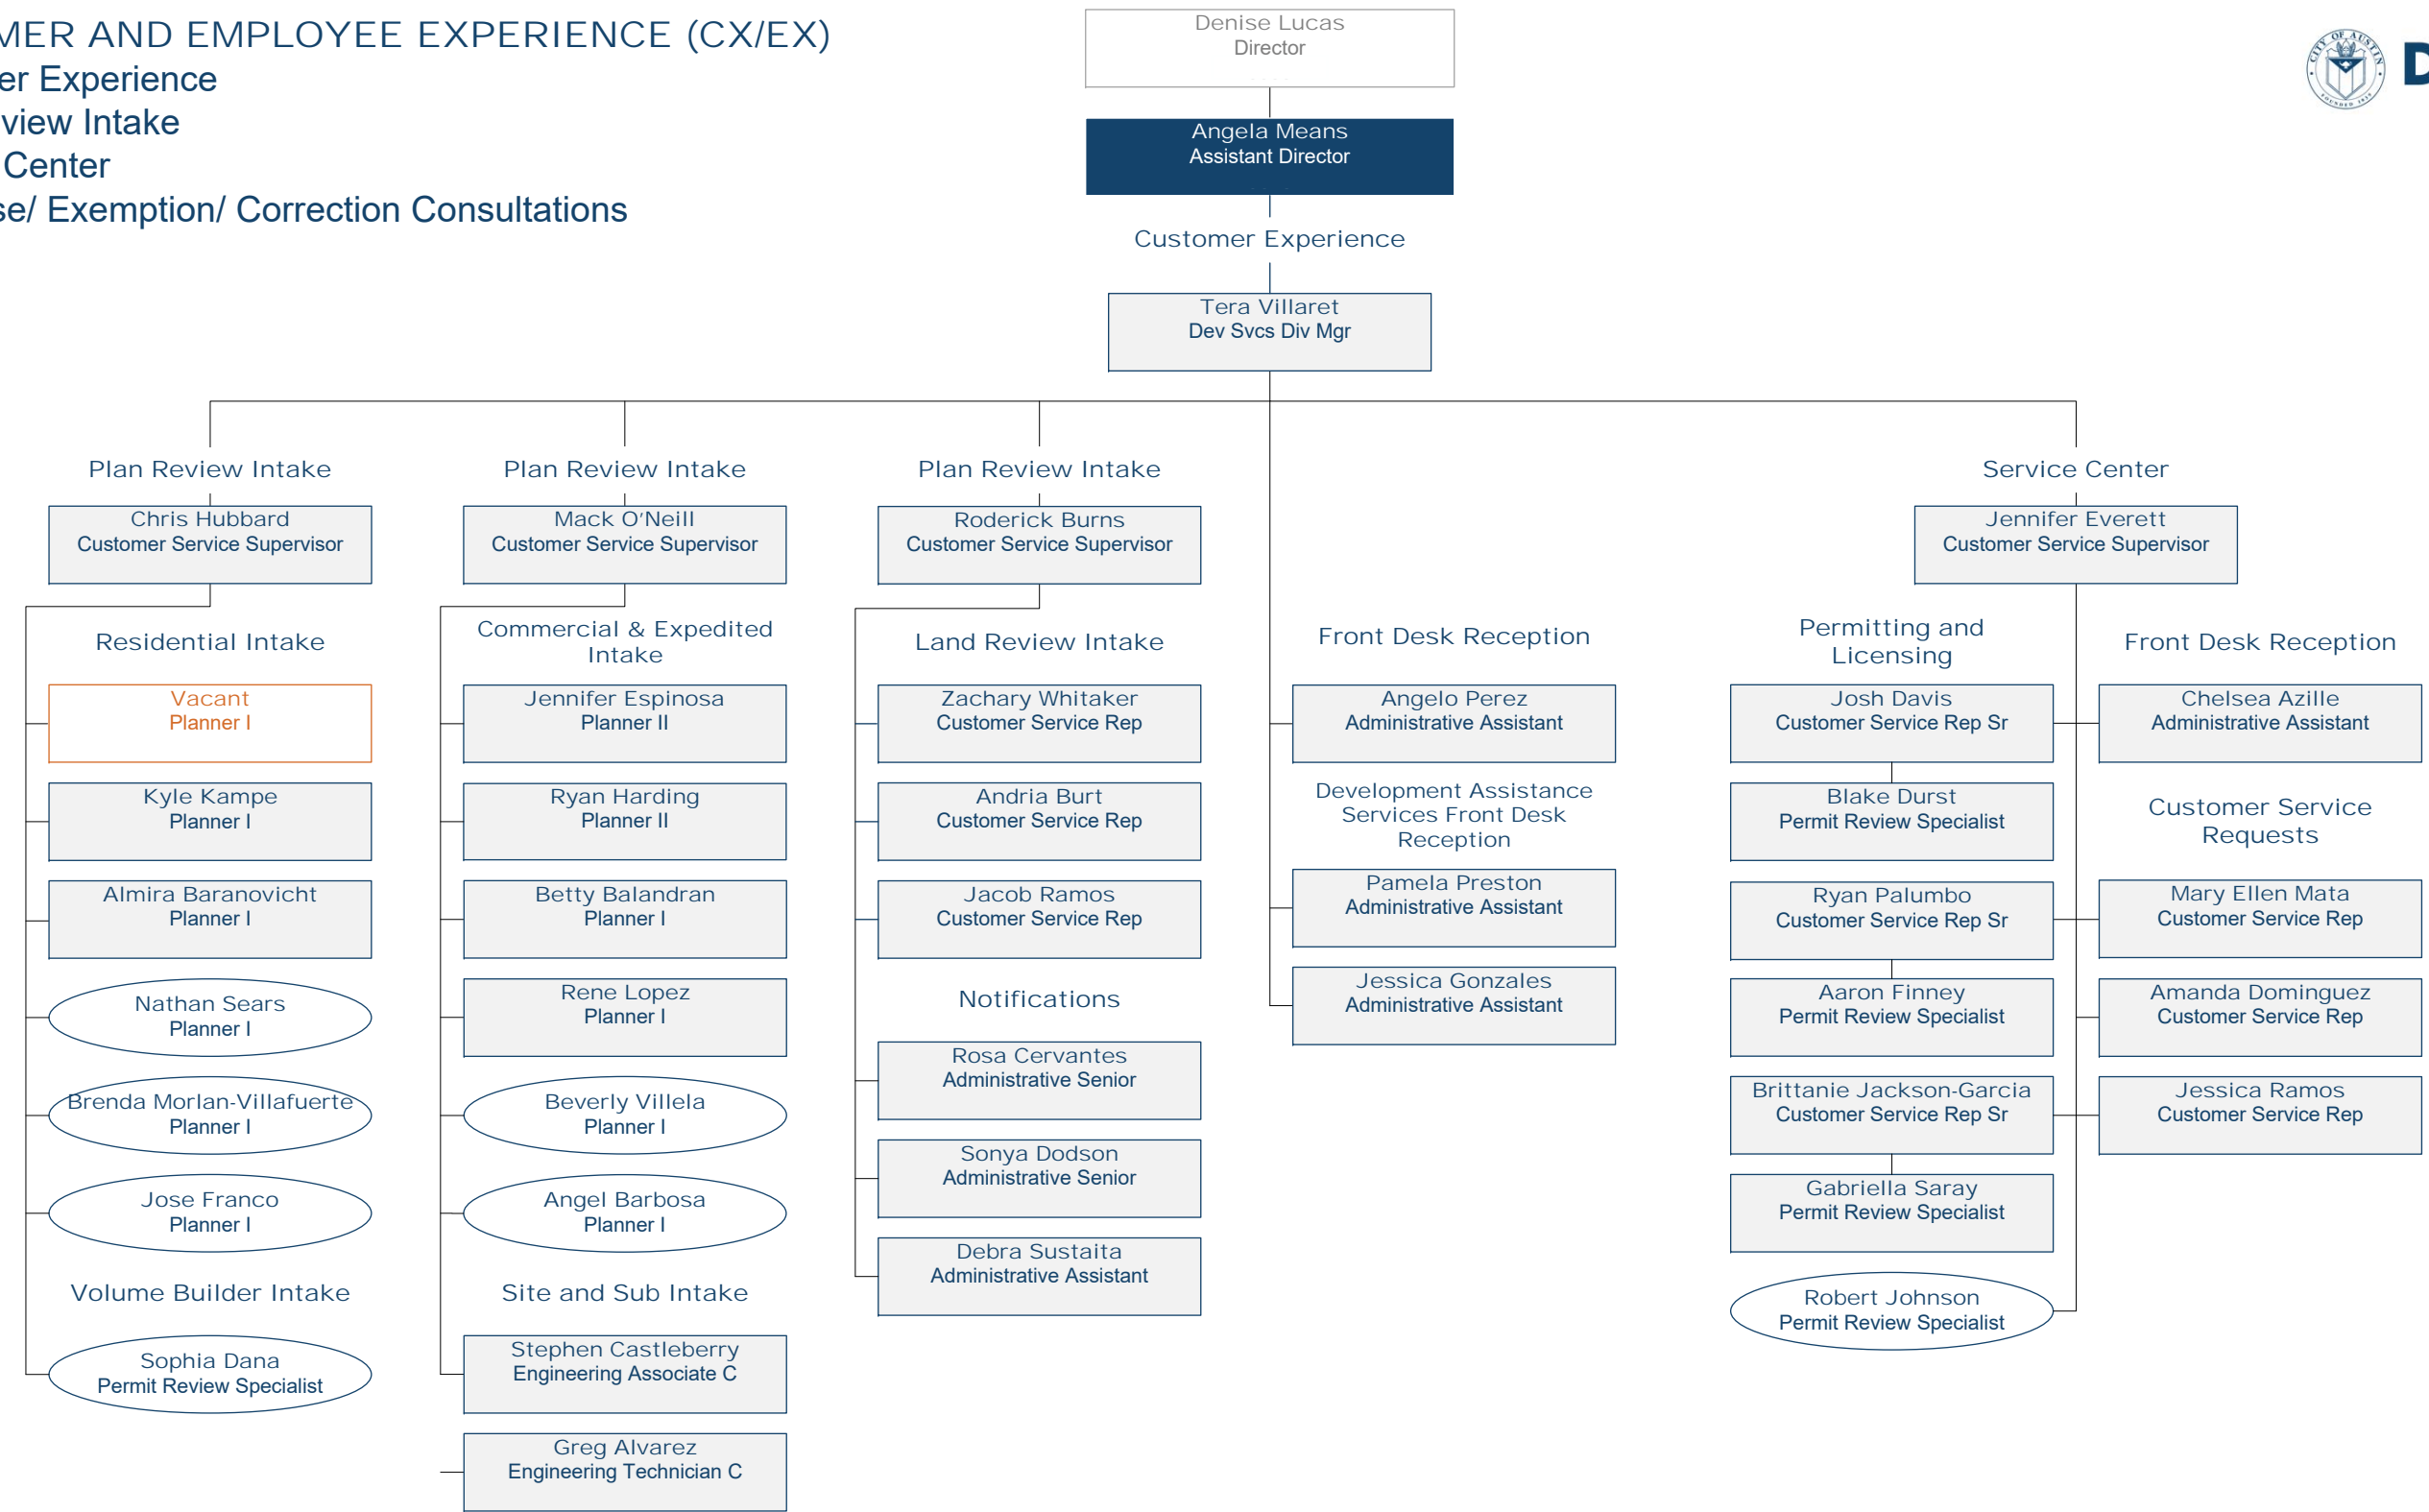 MER AND EMPLOYEE EXPERIENCE (CX/EX)
er Experience
view Intake
Center
se/ Exemption/ Correction Consultations
Denise Lucas
Director
CITY OF AUSTIN
FOUNDED 1839
D
Angela Means
Assistant Director
Customer Experience
Tera Villaret
Dev Svcs Div Mgr
Plan Review Intake
Chris Hubbard
Customer Service Supervisor
Residential Intake
Vacant
Planner I
Kyle Kampe
Planner I
Almira Baranovicht
Planner I
Nathan Sears
Planner I
Brenda Morlan-Villafuerte
Planner I
Jose Franco
Planner I
Volume Builder Intake
Sophia Dana
Permit Review Specialist
Plan Review Intake
Mack O'Neill
Customer Service Supervisor
Commercial & Expedited
Intake
Jennifer Espinosa
Planner II
Ryan Harding
Planner II
Betty Balandran
Planner I
Rene Lopez
Planner I
Beverly Villela
Planner I
Angel Barbosa
Planner I
Site and Sub Intake
Stephen Castleberry
Engineering Associate C
Greg Alvarez
Engineering Technician C
Plan Review Intake
Roderick Burns
Customer Service Supervisor
Land Review Intake
Zachary Whitaker
Customer Service Rep
Andria Burt
Customer Service Rep
Jacob Ramos
Customer Service Rep
Notifications
Rosa Cervantes
Administrative Senior
Sonya Dodson
Administrative Senior
Debra Sustaita
Administrative Assistant
Front Desk Reception
Angelo Perez
Administrative Assistant
Development Assistance
Services Front Desk
Reception
Pamela Preston
Administrative Assistant
Jessica Gonzales
Administrative Assistant
Service Center
Jennifer Everett
Customer Service Supervisor
Permitting and
Licensing
Josh Davis
Customer Service Rep Sr
Blake Durst
Permit Review Specialist
Ryan Palumbo
Customer Service Rep Sr
Aaron Finney
Permit Review Specialist
Brittanie Jackson-Garcia
Customer Service Rep Sr
Gabriella Saray
Permit Review Specialist
Robert Johnson
Permit Review Specialist
Front Desk Reception
Chelsea Azille
Administrative Assistant
Customer Service
Requests
Mary Ellen Mata
Customer Service Rep
Amanda Dominguez
Customer Service Rep
Jessica Ramos
Customer Service Rep